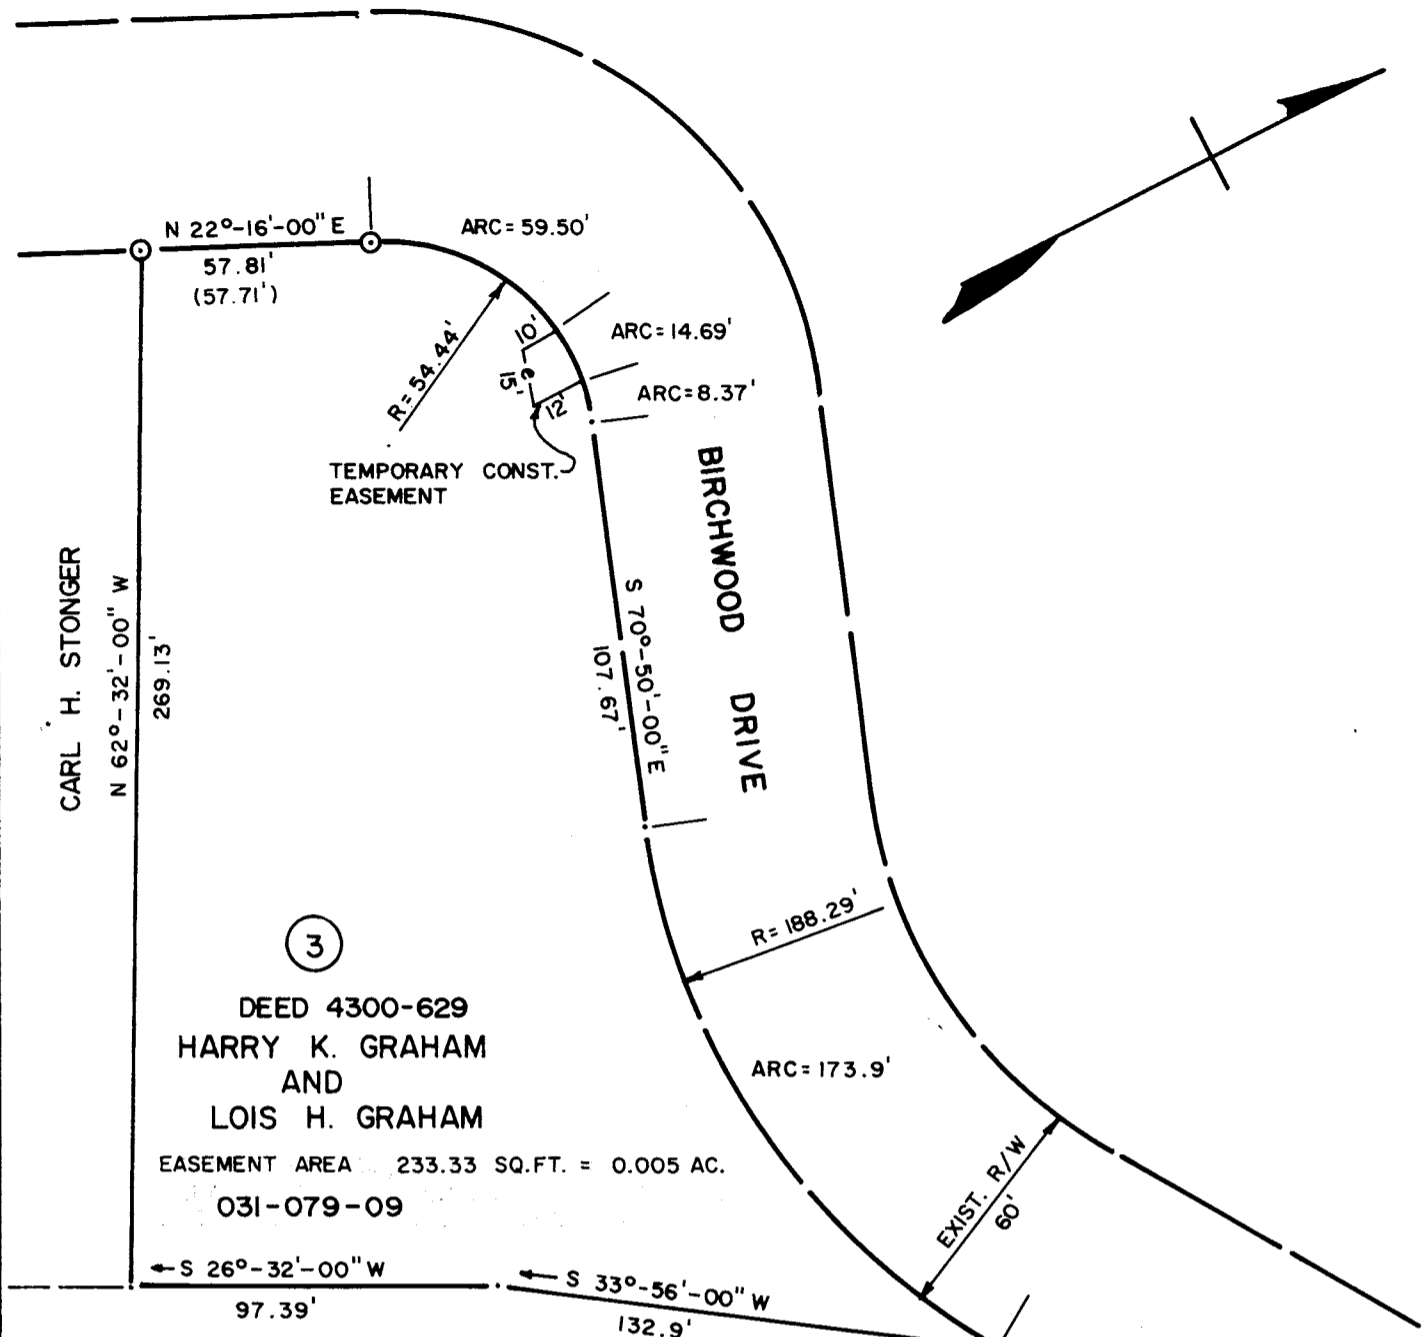 N 22°-16'-00" E
57.81'
(57.71')
ARC= 59.50'
R= 54.44'
10'
e
15'
12'
ARC= 14.69'
ARC=8.37'
TEMPORARY CONST.
EASEMENT
BIRCHWOOD DRIVE
S 70°-50'-00" E
107.67'
CARL H. STONGER
N 62°-32'-00" W
269.13'
R= 188.29'
3
DEED 4300-629
HARRY K. GRAHAM
AND
LOIS H. GRAHAM
EASEMENT AREA 233.33 SQ.FT. = 0.005 AC.
031-079-09
ARC= 173.9'
EXIST. R/W
60'
S 26°-32'-00" W
97.39'
S 33°-56'-00" W
132.9'